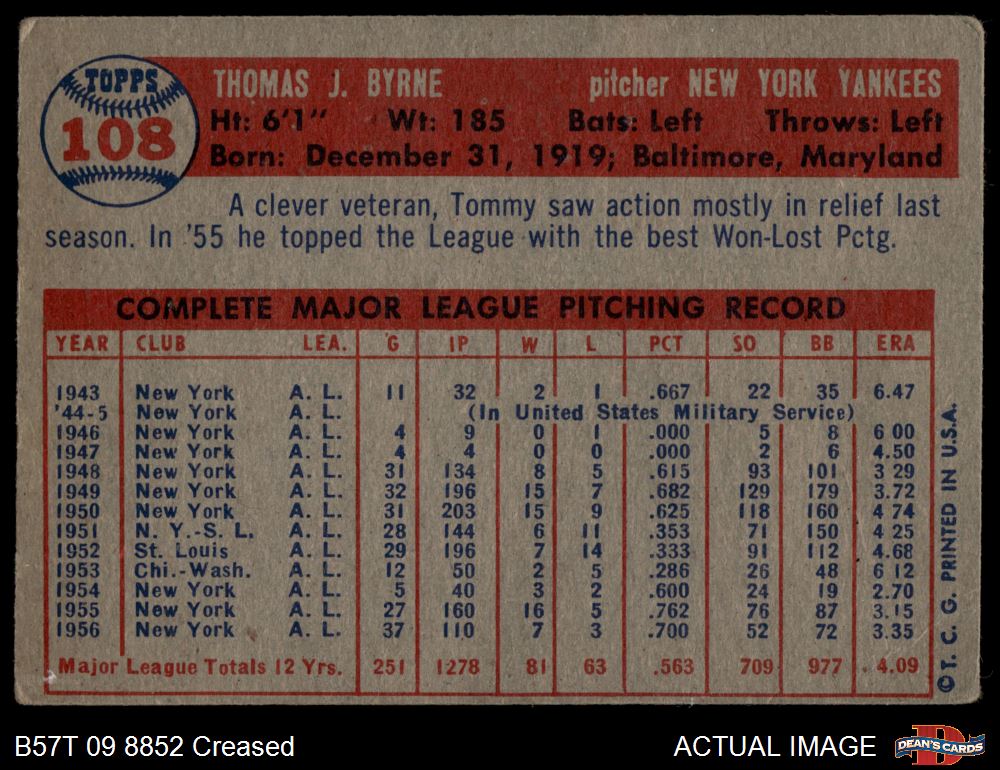 TOPPS
108
THOMAS J. BYRNE pitcher NEW YORK YANKEES
Ht: 6'1" Wt: 185 Bats: Left Throws: Left
Born: December 31, 1919; Baltimore, Maryland
A clever veteran, Tommy saw action mostly in relief last
season. In '55 he topped the League with the best Won-Lost Pctg.
COMPLETE MAJOR LEAGUE PITCHING RECORD
YEAR CLUB LEA. G IP W L PCT SO BB ERA
1943 New York A. L. 11 32 2 1 .667 22 35 6.47
'44-5 New York A. L. (In United States Military Service)
1946 New York A. L. 4 9 0 1 .000 5 8 6 00
1947 New York A. L. 4 4 0 0 .000 2 6 4.50
1948 New York A. L. 31 134 8 5 .615 93 101 3 29
1949 New York A. L. 32 196 15 7 .682 129 179 3.72
1950 New York A. L. 31 203 15 9 .625 118 160 4 74
1951 N. Y.-S. L. A. L. 28 144 6 11 .353 71 150 4 25
1952 St. Louis A. L. 29 196 7 14 .333 91 112 4.68
1953 Chi.-Wash. A. L. 12 50 2 5 .286 26 48 6 12
1954 New York A. L. 5 40 3 2 .600 24 19 2.70
1955 New York A. L. 27 160 16 5 .762 76 87 3.15
1956 New York A. L. 37 110 7 3 .700 52 72 3.35
Major League Totals 12 Yrs. 251 1278 81 63 .563 709 977 4.09
© T. C. G. PRINTED IN U.S.A.
B57T 09 8852 Creased
ACTUAL IMAGE
DEAN'S CARDS